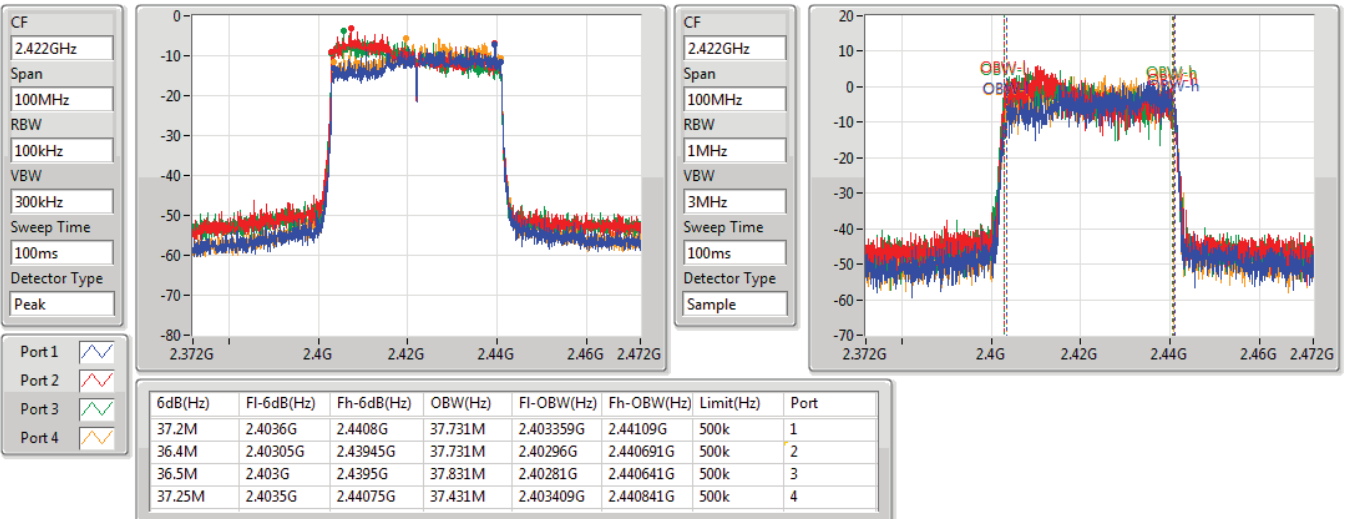 CF
2.422GHz
Span
100MHz
RBW
100kHz
VBW
300kHz
Sweep Time
100ms
Detector Type
Peak
0
-10
-20
-30
-40
-50
-60
-70
-80
2.372G 2.4G 2.42G 2.44G 2.46G 2.472G
CF
2.422GHz
Span
100MHz
RBW
1MHz
VBW
3MHz
Sweep Time
100ms
Detector Type
Sample
20
10
0
-10
-20
-30
-40
-50
-60
-70
OBW-l OBW-h
2.372G 2.4G 2.42G 2.44G 2.46G 2.472G
Port 1
Port 2
Port 3
Port 4
6dB(Hz) Fl-6dB(Hz) Fh-6dB(Hz) OBW(Hz) Fl-OBW(Hz) Fh-OBW(Hz) Limit(Hz) Port
37.2M 2.4036G 2.4408G 37.731M 2.403359G 2.44109G 500k 1
36.4M 2.40305G 2.43945G 37.731M 2.40296G 2.440691G 500k 2
36.5M 2.403G 2.4395G 37.831M 2.40281G 2.440641G 500k 3
37.25M 2.4035G 2.44075G 37.431M 2.403409G 2.440841G 500k 4